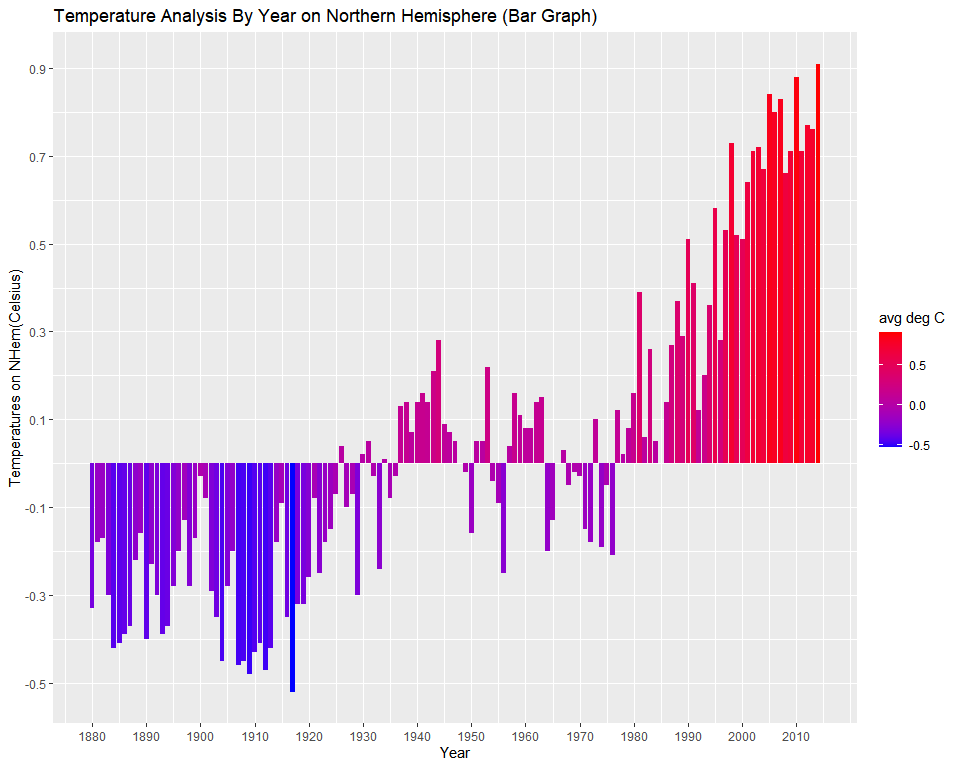 Temperature Analysis By Year on Northern Hemisphere (Bar Graph)
Temperatures on NHem(Celsius)
0.9
0.7
0.5
0.3
0.1
-0.1
-0.3
-0.5
1880 1890 1900 1910 1920 1930 1940 1950 1960 1970 1980 1990 2000 2010
Year
avg deg C
0.5
0.0
-0.5